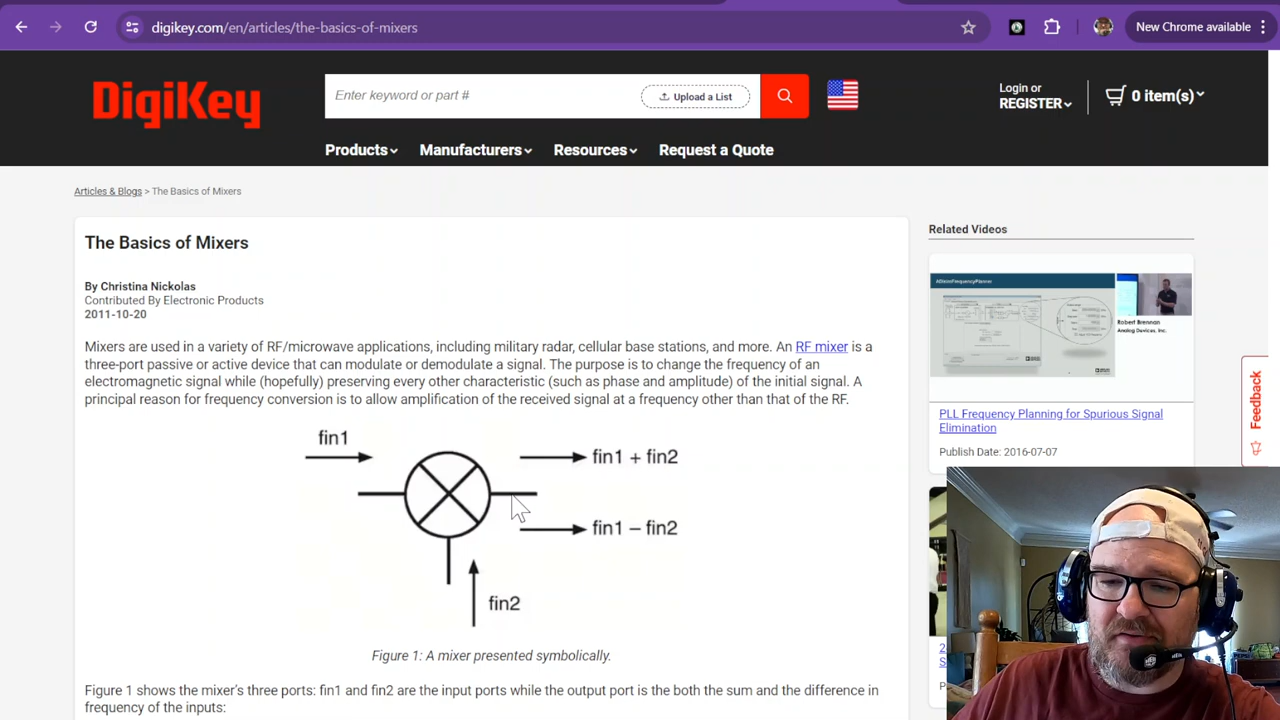 digikey.com/en/articles/the-basics-of-mixers
New Chrome available
DigiKey
Enter keyword or part #
Upload a List
Login or
REGISTER
0 item(s)
Products
Manufacturers
Resources
Request a Quote
Articles & Blogs > The Basics of Mixers
The Basics of Mixers
By Christina Nickolas
Contributed By Electronic Products
2011-10-20
Mixers are used in a variety of RF/microwave applications, including military radar, cellular base stations, and more. An RF mixer is a
three-port passive or active device that can modulate or demodulate a signal. The purpose is to change the frequency of an
electromagnetic signal while (hopefully) preserving every other characteristic (such as phase and amplitude) of the initial signal. A
principal reason for frequency conversion is to allow amplification of the received signal at a frequency other than that of the RF.
fin1
fin1 + fin2
fin1 – fin2
fin2
Figure 1: A mixer presented symbolically.
Figure 1 shows the mixer's three ports: fin1 and fin2 are the input ports while the output port is the both the sum and the difference in
frequency of the inputs:
Related Videos
Robert Brennan
Analog Devices, Inc.
PLL Frequency Planning for Spurious Signal
Elimination
Publish Date: 2016-07-07
Feedback